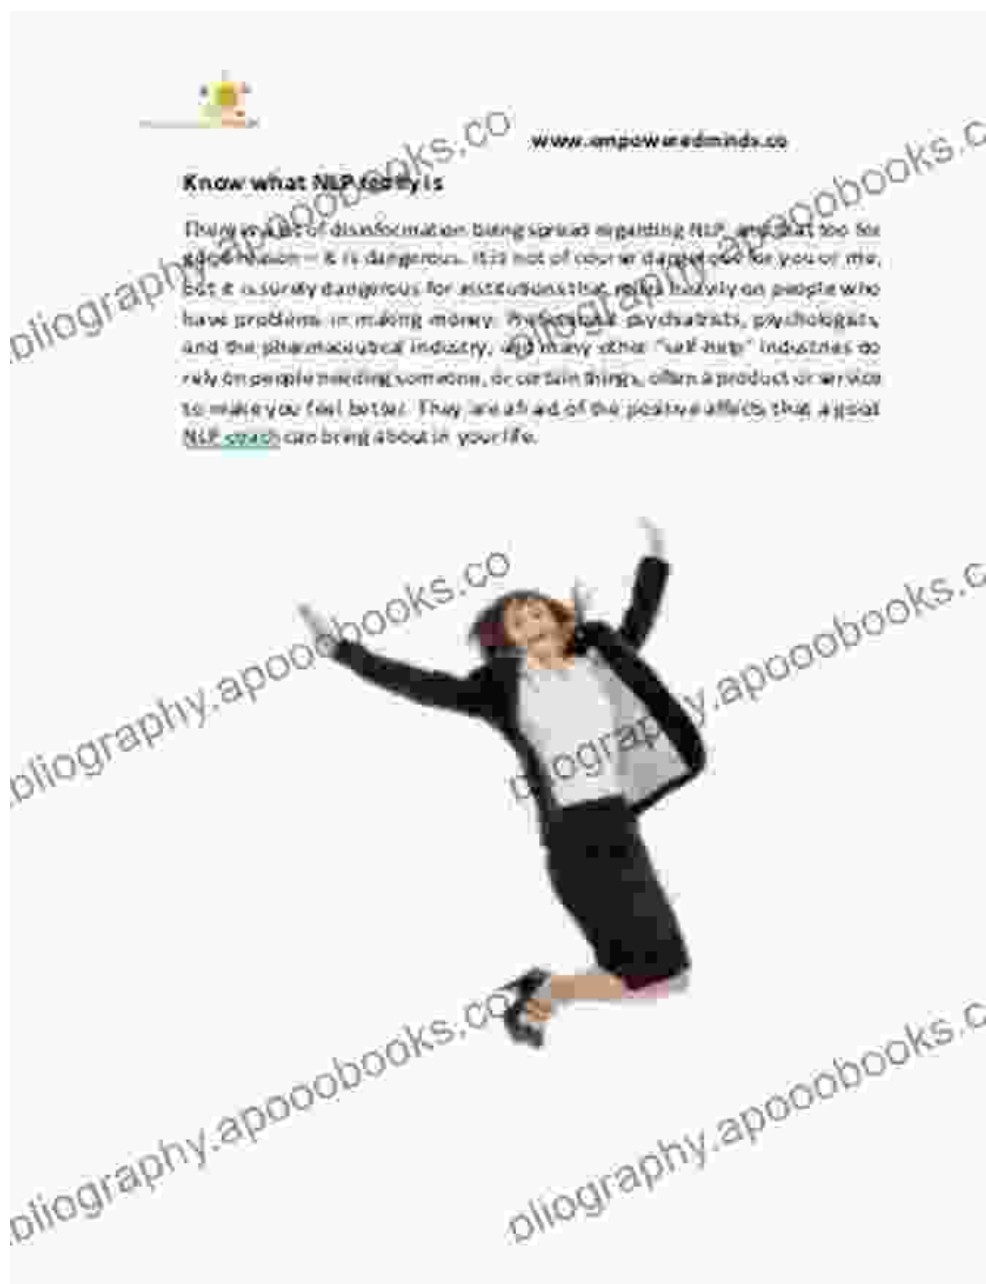 www.empoweredminds.co
Know what NLP really is
There is a lot of disinformation being spread regarding NLP, and that too for
good reason – it is dangerous. It is not of course dangerous for you or me,
but it is surely dangerous for institutions that relies heavily on people who
have problems in making money. Professional psychiatrists, psychologists,
and the pharmaceutical industry, and many other "self-help" industries do
rely on people needing someone, or certain things, often a product or service
to make you feel better. They are afraid of the positive affects that a good
NLP coach can bring about in your life.
bliography.apooobooks.co
pliography.apooobooks.c
bliography.apooobooks.co
pliography.apooobooks.c
bliography.apooobooks.co
pliography.apooobooks.c